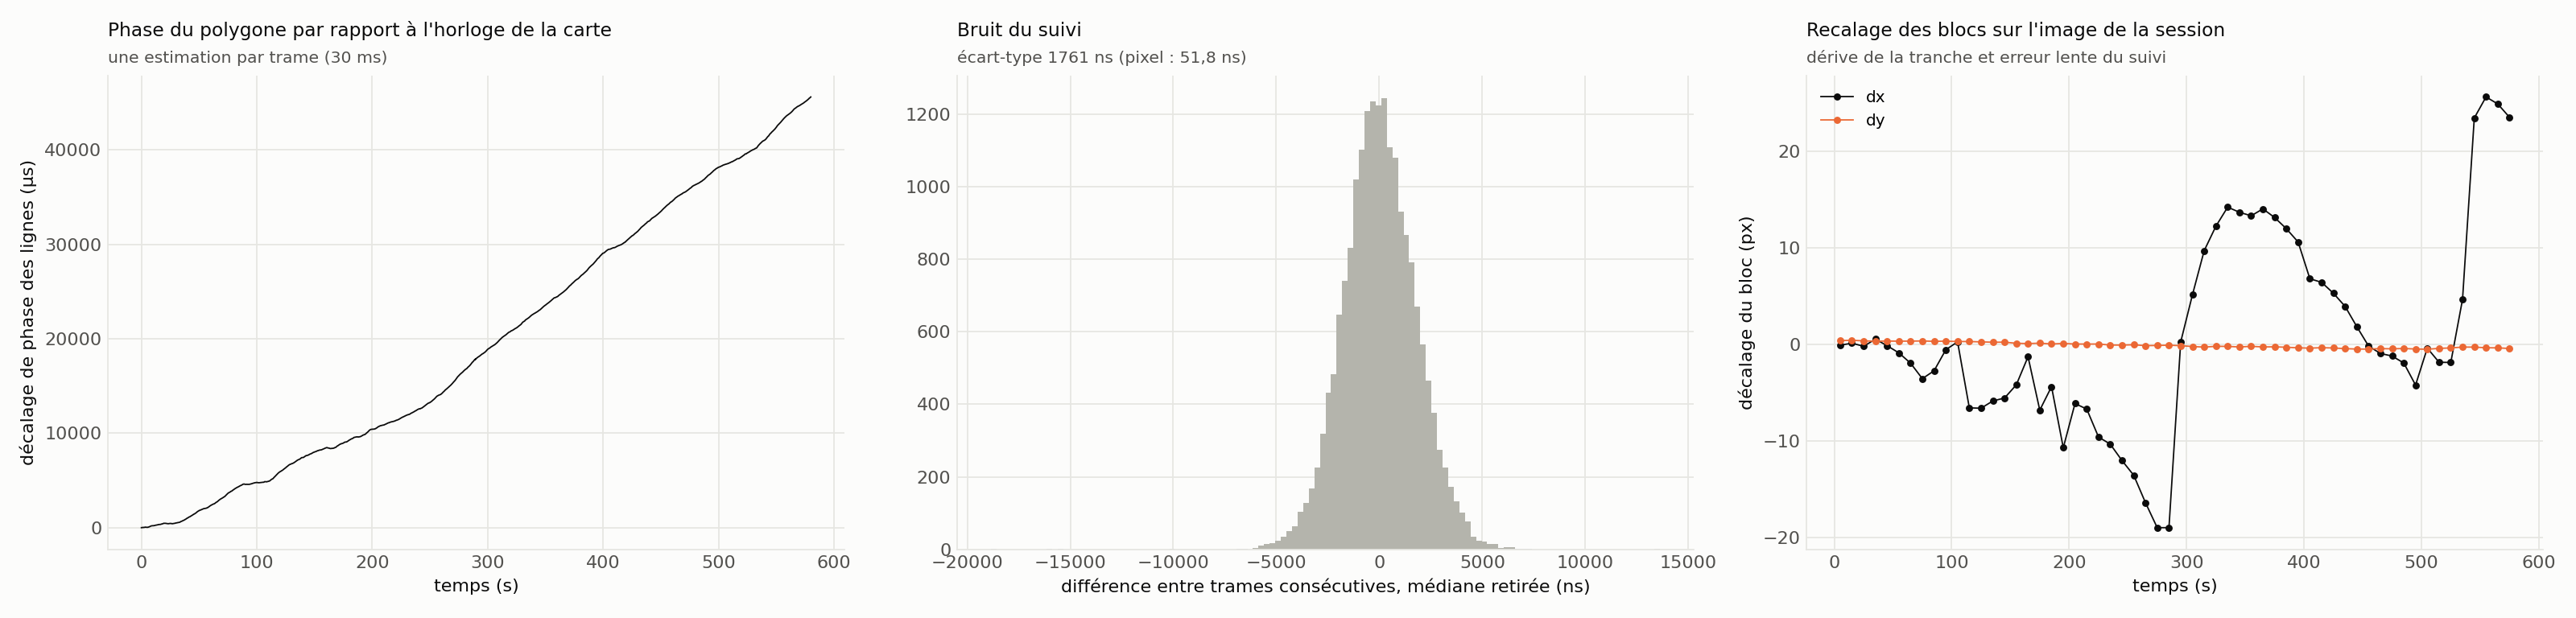 Phase du polygone par rapport à l'horloge de la carte
une estimation par trame (30 ms)
décalage de phase des lignes (µs)
40000
30000
20000
10000
0
0 100 200 300 400 500 600
temps (s)
Bruit du suivi
écart-type 1761 ns (pixel : 51,8 ns)
1200
1000
800
600
400
200
0
−20000 −15000 −10000 −5000 0 5000 10000 15000
différence entre trames consécutives, médiane retirée (ns)
Recalage des blocs sur l'image de la session
dérive de la tranche et erreur lente du suivi
dx
dy
décalage du bloc (px)
20
10
0
−10
−20
0 100 200 300 400 500 600
temps (s)